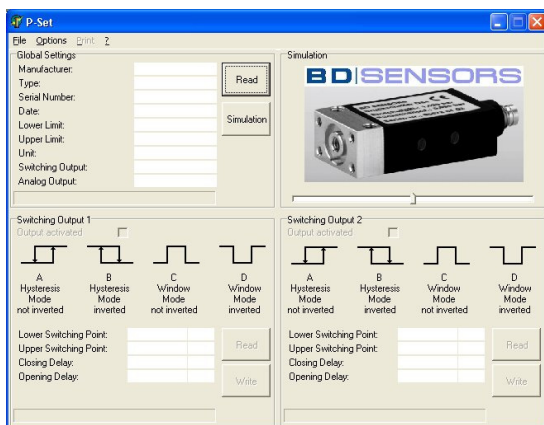 P-Set
File Options Print ?
Global Settings
Manufacturer:
Type:
Serial Number:
Date:
Lower Limit:
Upper Limit:
Unit:
Switching Output:
Analog Output:
Read
Simulation
Simulation
BD SENSORS
Switching Output 1
Output activated
A
Hysteresis
Mode
not inverted
B
Hysteresis
Mode
inverted
C
Window
Mode
not inverted
D
Window
Mode
inverted
Lower Switching Point:
Upper Switching Point:
Closing Delay:
Opening Delay:
Read
Write
Switching Output 2
Output activated
A
Hysteresis
Mode
not inverted
B
Hysteresis
Mode
inverted
C
Window
Mode
not inverted
D
Window
Mode
inverted
Lower Switching Point:
Upper Switching Point:
Closing Delay:
Opening Delay:
Read
Write